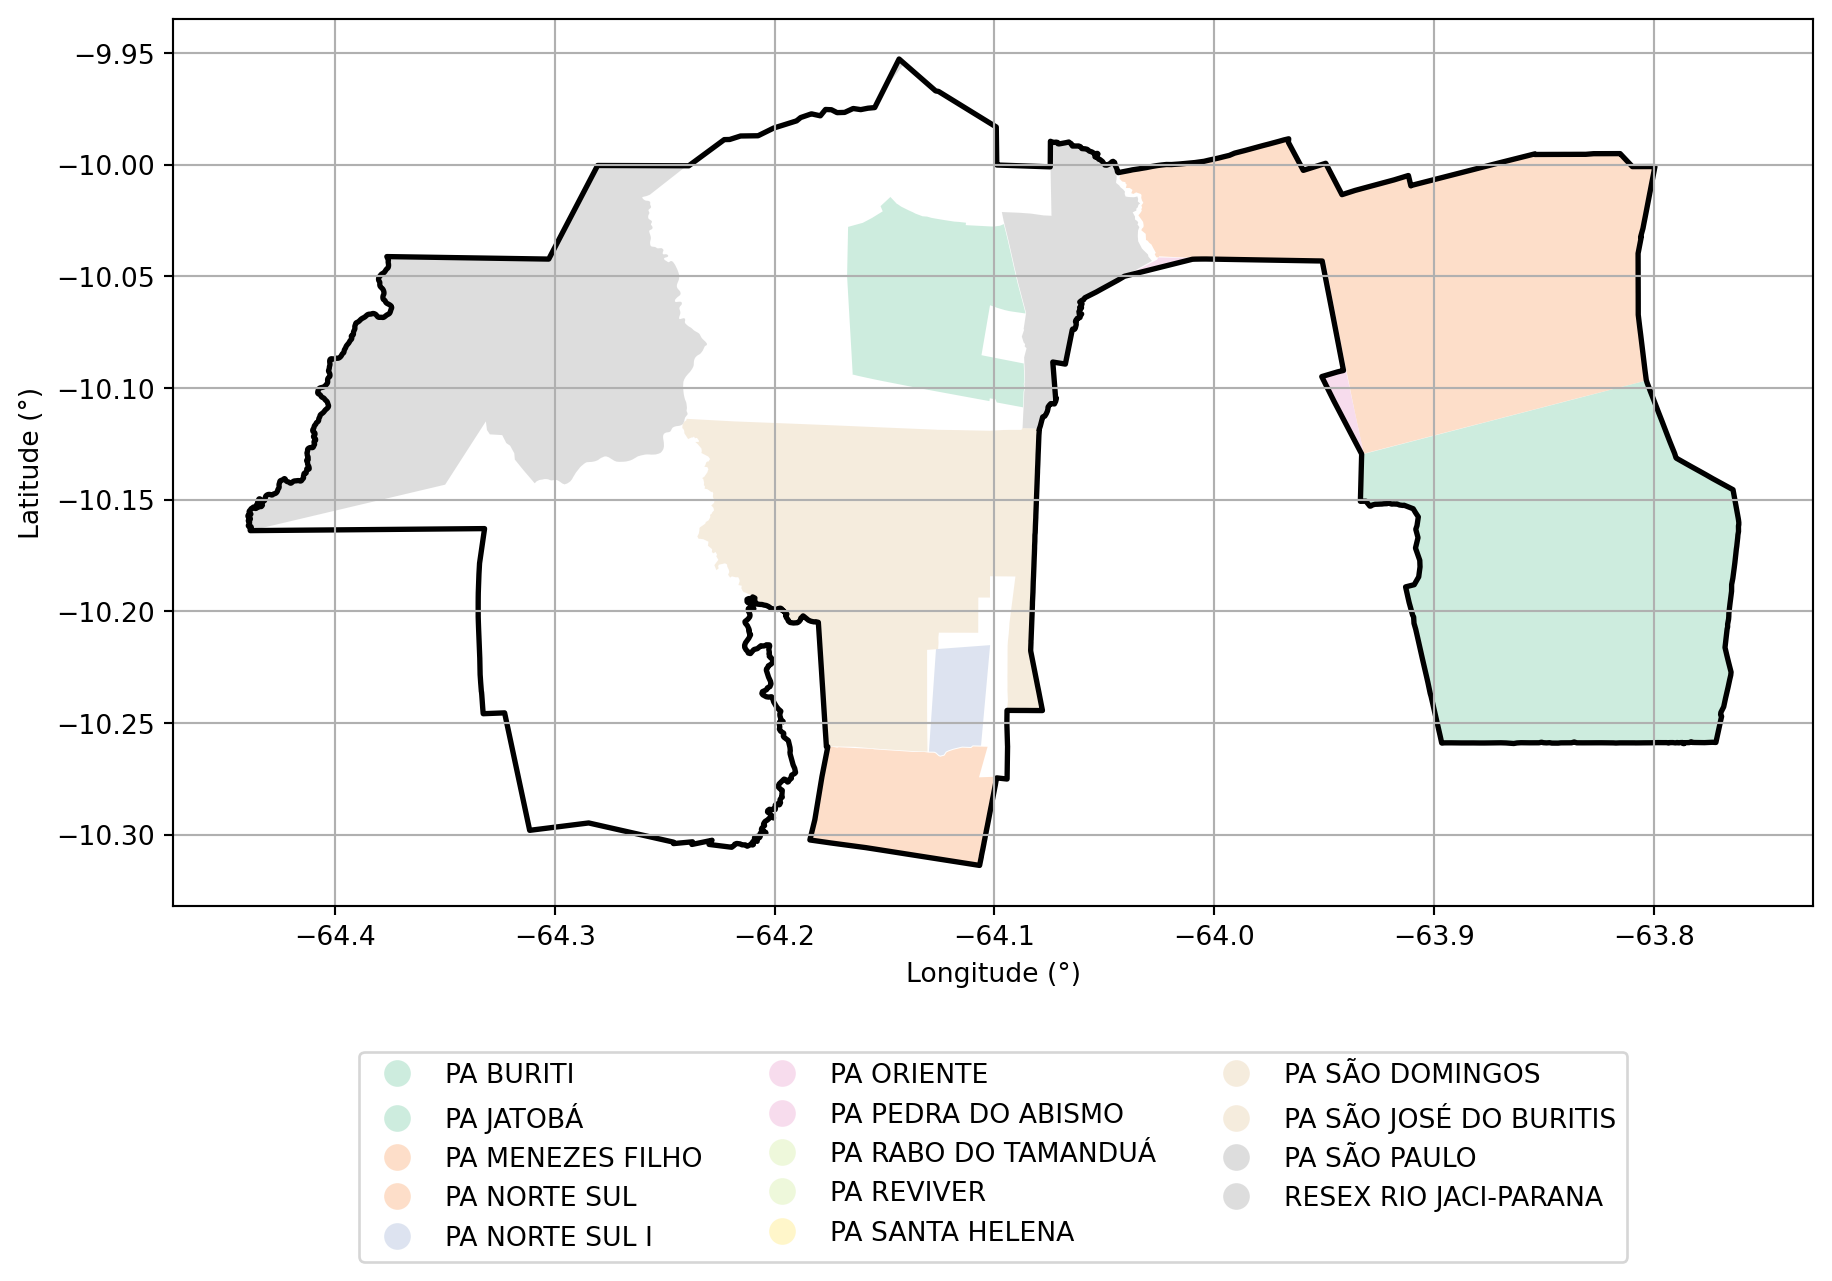 −9.95
−10.00
−10.05
−10.10
−10.15
−10.20
−10.25
−10.30
Latitude (°)
−64.4 −64.3 −64.2 −64.1 −64.0 −63.9 −63.8
Longitude (°)
PA BURITI
PA JATOBÁ
PA MENEZES FILHO
PA NORTE SUL
PA NORTE SUL I
PA ORIENTE
PA PEDRA DO ABISMO
PA RABO DO TAMANDUÁ
PA REVIVER
PA SANTA HELENA
PA SÃO DOMINGOS
PA SÃO JOSÉ DO BURITIS
PA SÃO PAULO
RESEX RIO JACI-PARANA